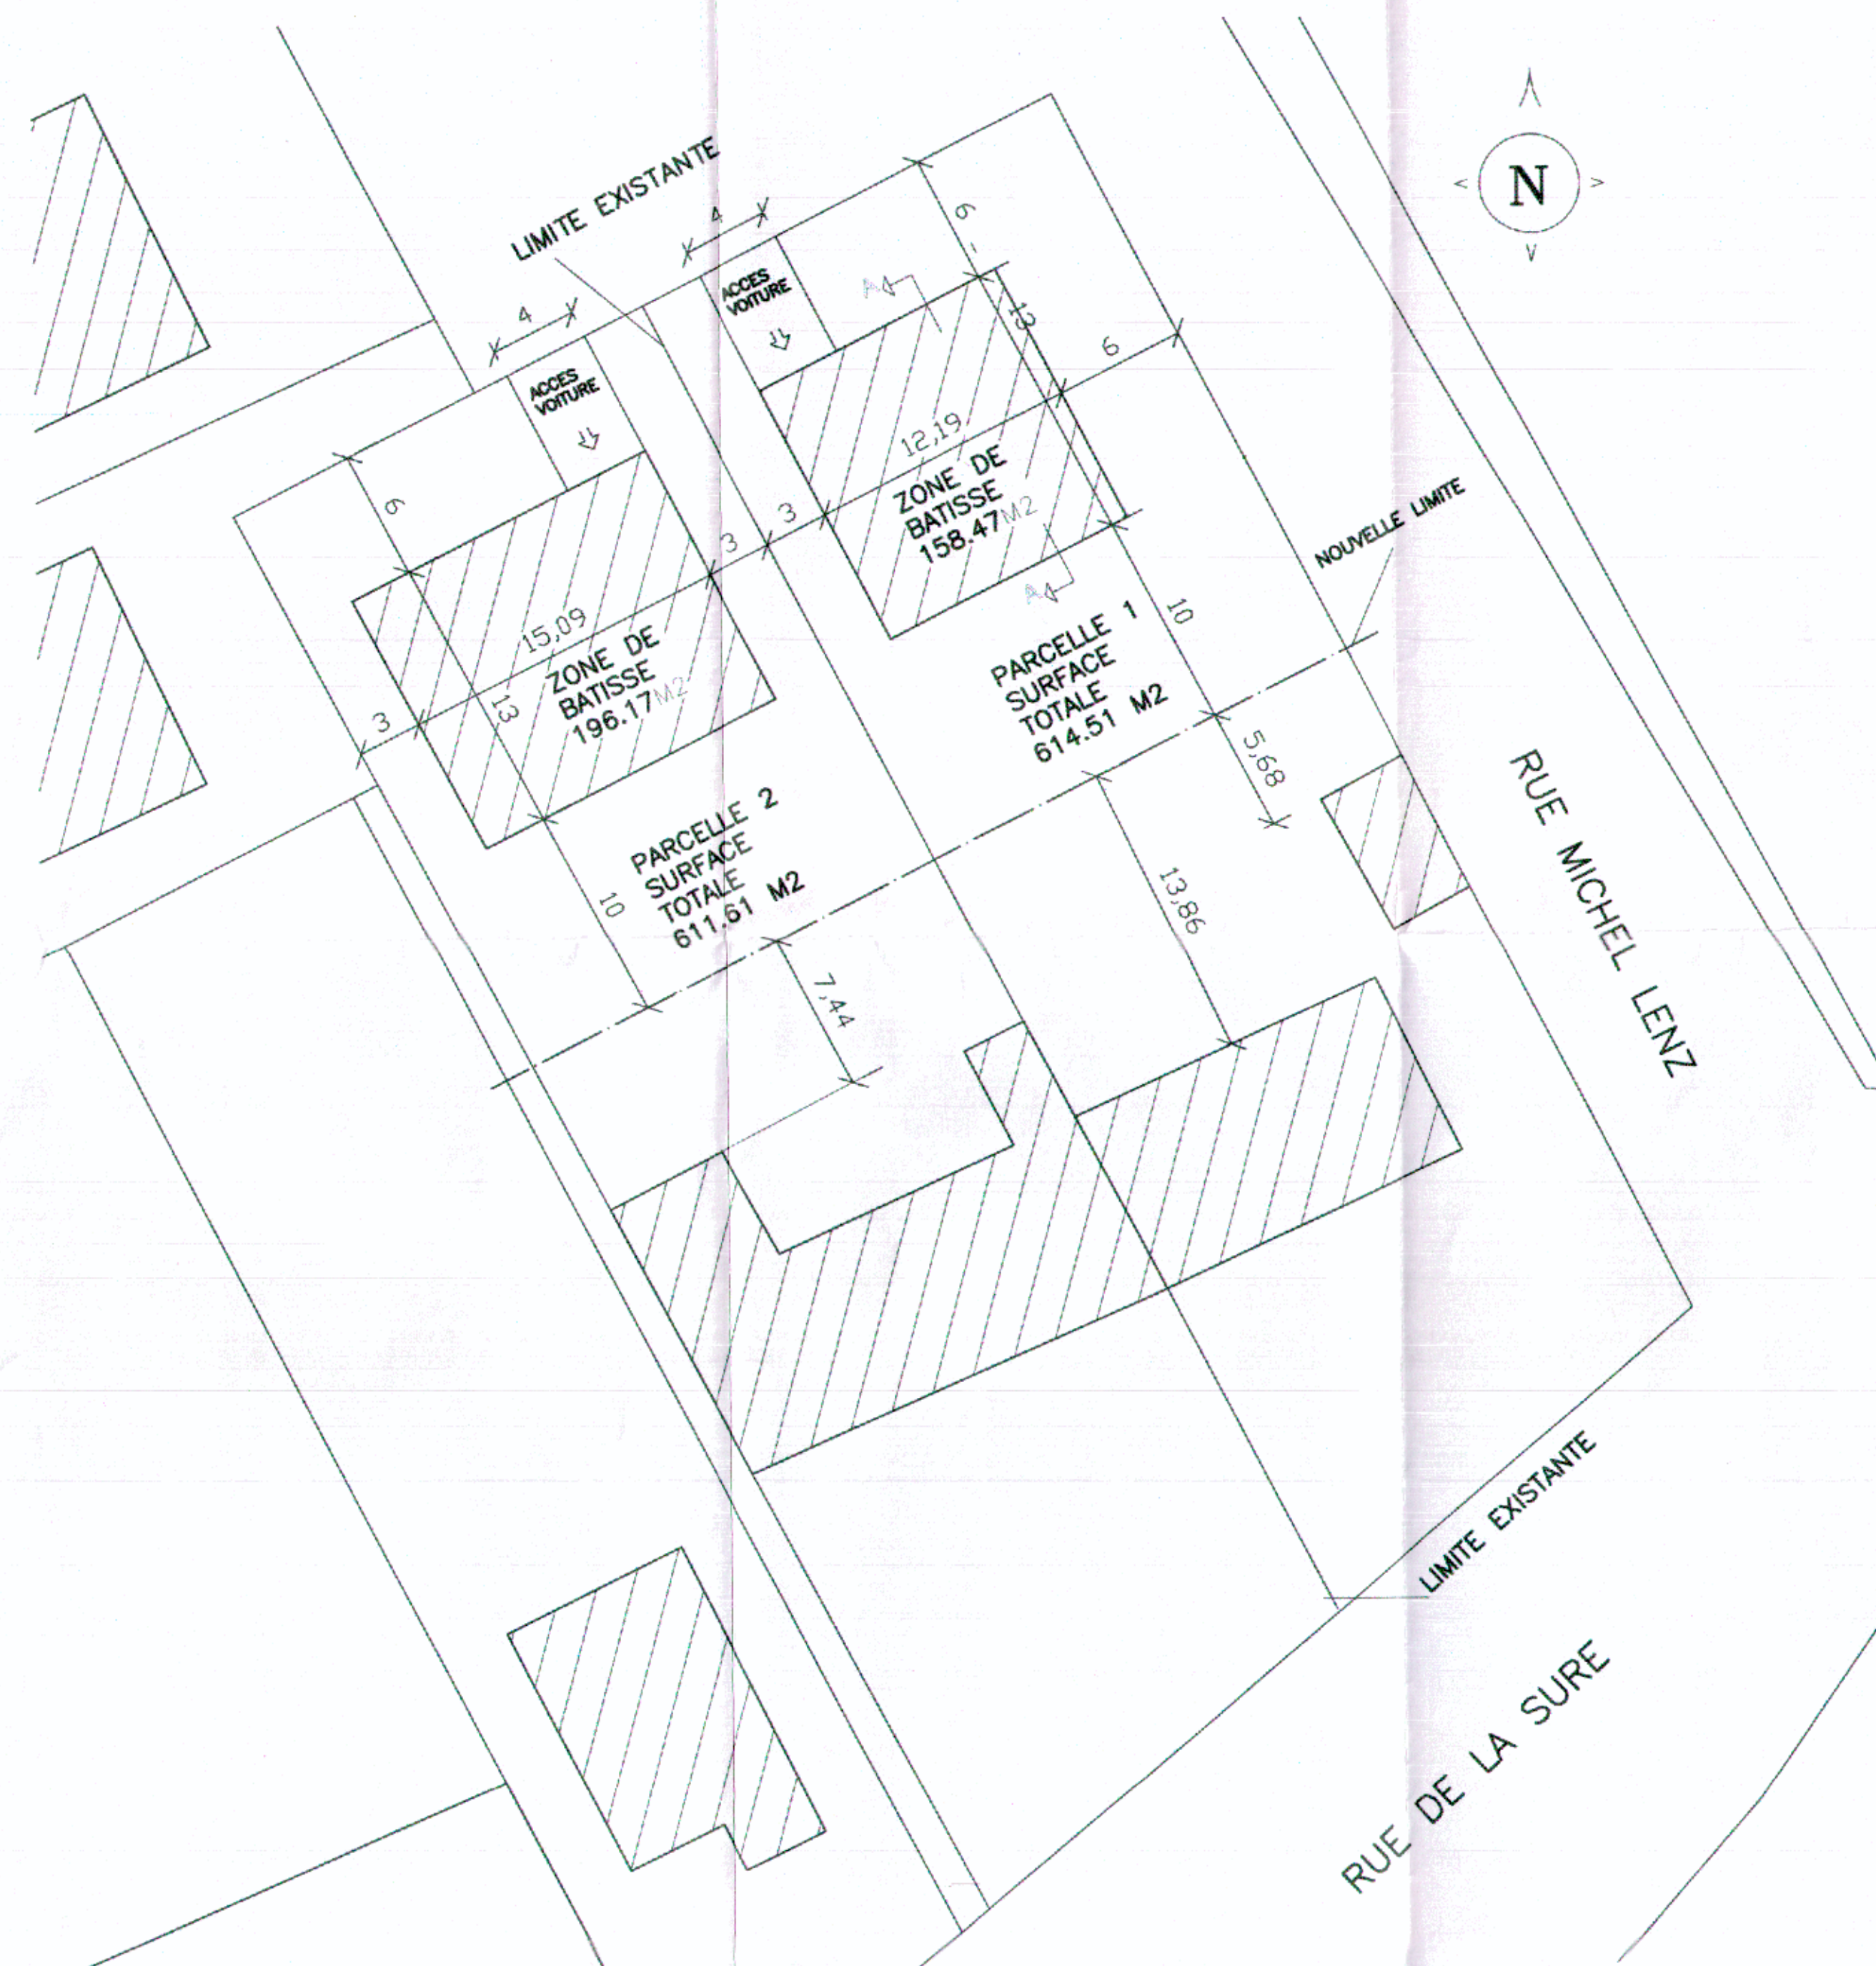 N
LIMITE EXISTANTE
4
4
ACCES
VOITURE
ACCES
VOITURE
6
6
13
6
A
A
12,19
ZONE DE
BATISSE
158.47M2
3
3
3
15,09
ZONE DE
BATISSE
196.17M2
13
NOUVELLE LIMITE
10
PARCELLE 1
SURFACE
TOTALE
614.51 M2
5,68
PARCELLE 2
SURFACE
TOTALE
611.61 M2
10
7,44
13,86
RUE MICHEL LENZ
LIMITE EXISTANTE
RUE DE LA SURE